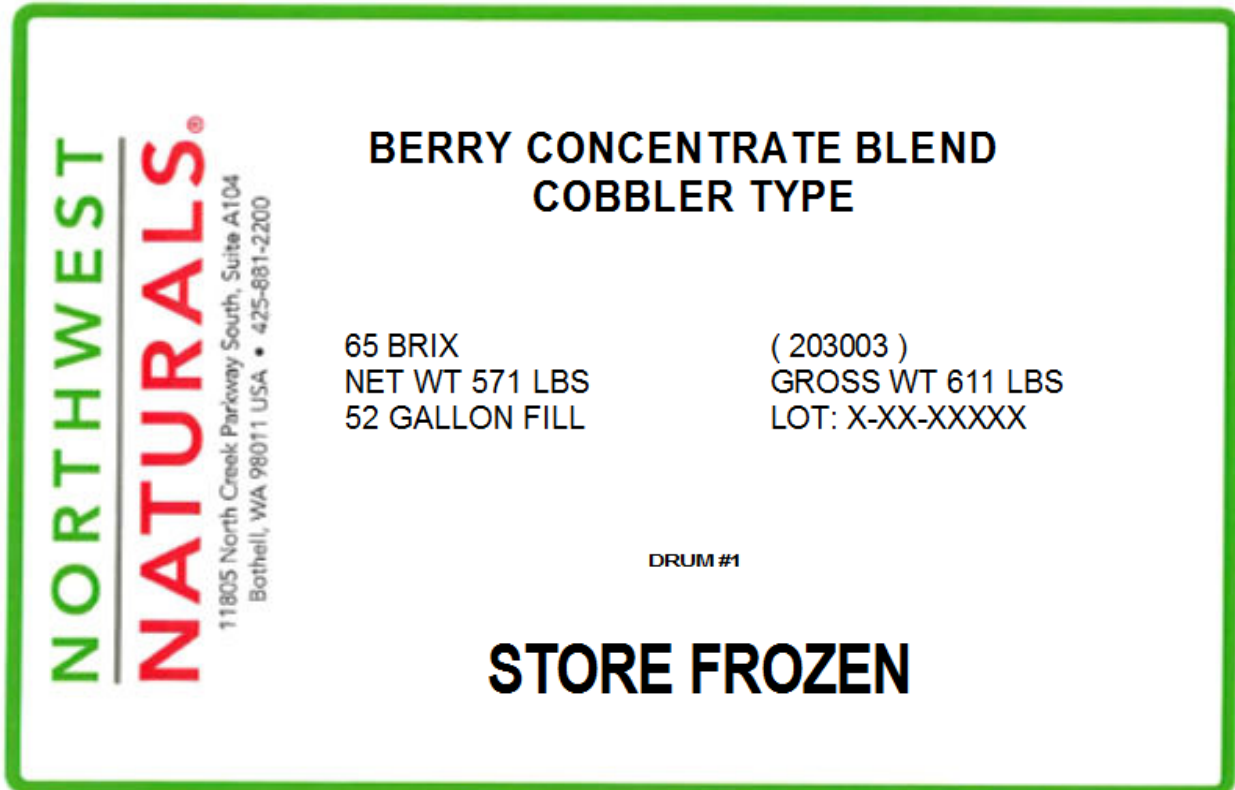 NORTHWEST
NATURALS®
11805 North Creek Parkway South, Suite A104
Bothell, WA 98011 USA • 425-881-2200
BERRY CONCENTRATE BLEND
COBBLER TYPE
65 BRIX ( 203003 )
NET WT 571 LBS GROSS WT 611 LBS
52 GALLON FILL LOT: X-XX-XXXXX
DRUM #1
STORE FROZEN